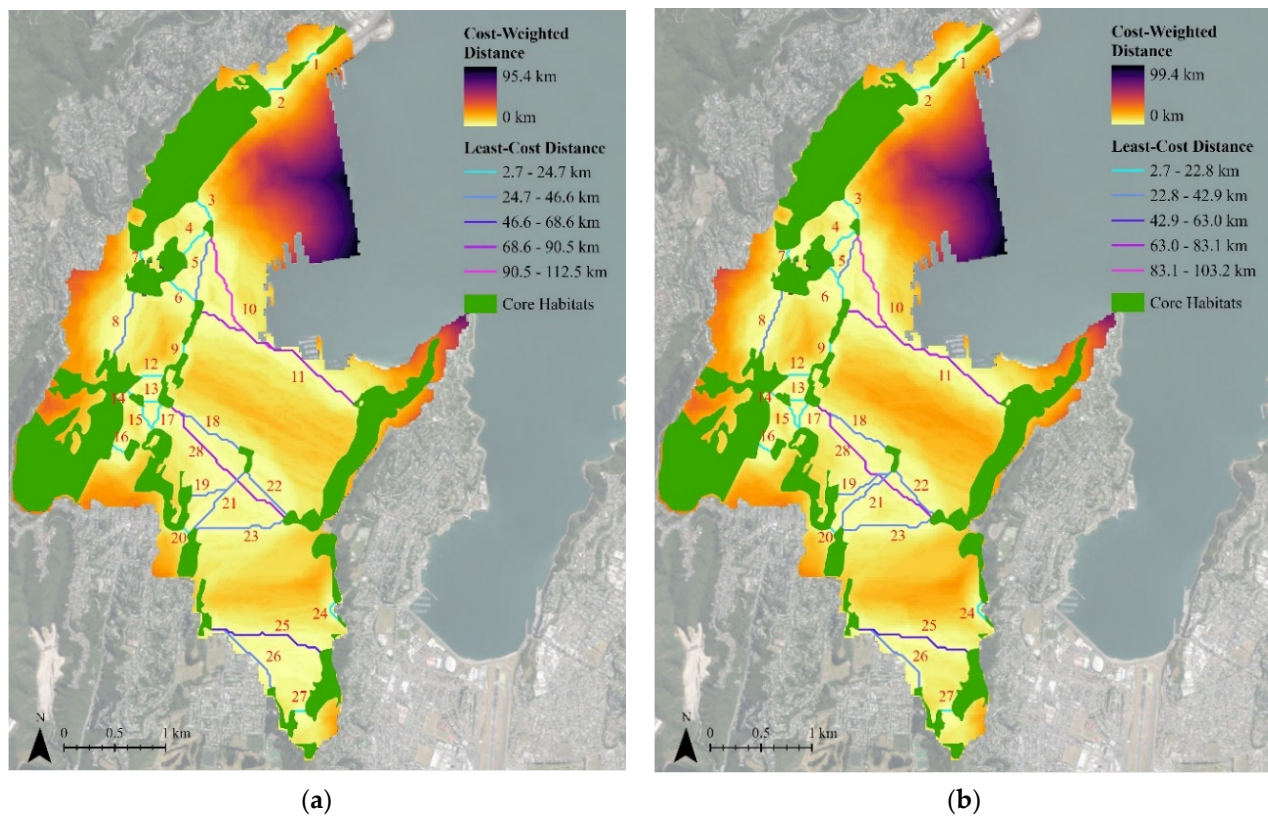 Cost-Weighted
Distance
95.4 km
0 km
Least-Cost Distance
2.7 - 24.7 km
24.7 - 46.6 km
46.6 - 68.6 km
68.6 - 90.5 km
90.5 - 112.5 km
Core Habitats
1
2
3
4
7
5
6
10
8
9
12
11
13
14
15
17
18
16
28
19
22
21
20
23
24
25
26
27
N
0 0.5 1 km
(a)
Cost-Weighted
Distance
99.4 km
0 km
Least-Cost Distance
2.7 - 22.8 km
22.8 - 42.9 km
42.9 - 63.0 km
63.0 - 83.1 km
83.1 - 103.2 km
Core Habitats
1
2
3
4
7
5
6
10
8
9
12
11
13
14
15
17
18
16
28
19
22
21
20
23
24
25
26
27
N
0 0.5 1 km
(b)